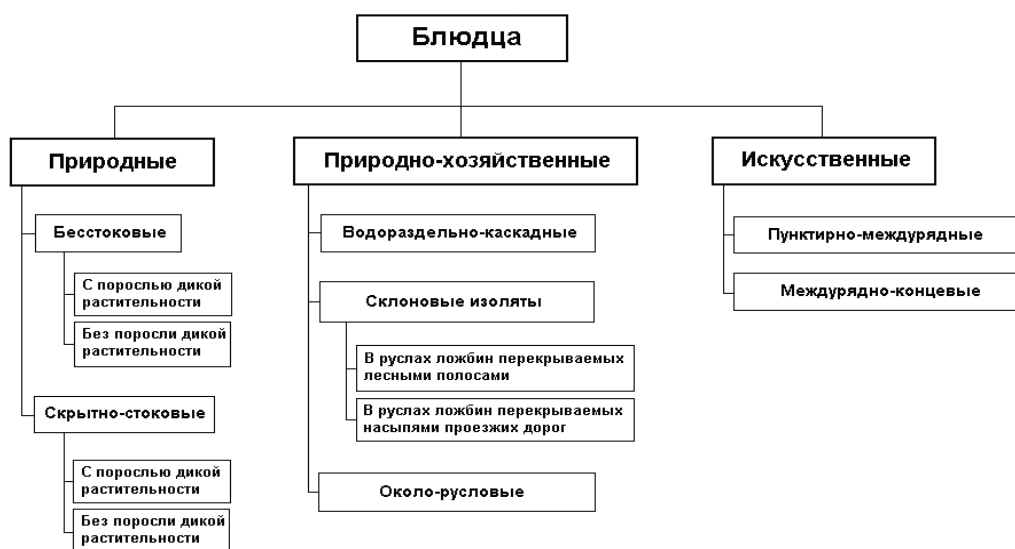 Блюдца
Природные
Бесстоковые
С порослью дикой
растительности
Без поросли дикой
растительности
Скрытно-стоковые
С порослью дикой
растительности
Без поросли дикой
растительности
Природно-хозяйственные
Водораздельно-каскадные
Склоновые изоляты
В руслах ложбин перекрываемых
лесными полосами
В руслах ложбин перекрываемых
насыпями проезжих дорог
Около-русловые
Искусственные
Пунктирно-междурядные
Междурядно-концевые